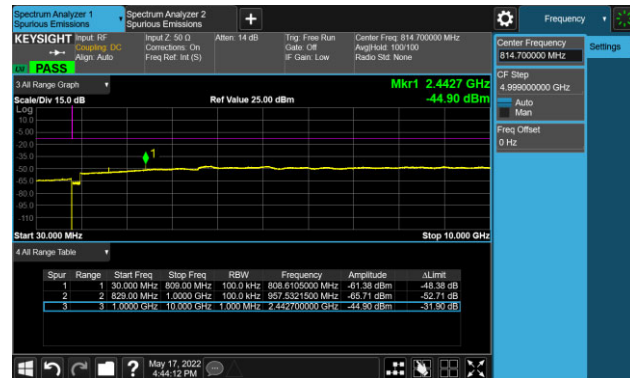 Spectrum Analyzer 1
Spurious Emissions
Spectrum Analyzer 2
Spurious Emissions
+
Frequency
KEYSIGHT
Input: RF
Coupling: DC
Align: Auto
Input Z: 50 Ω
Corrections: On
Freq Ref: Int (S)
Atten: 14 dB
Trig: Free Run
Gate: Off
IF Gain: Low
Center Freq: 814.700000 MHz
Avg|Hold: 100/100
Radio Std: None
PASS
Center Frequency
814.700000 MHz
Settings
CF Step
4.999000000 GHz
Auto
Man
Freq Offset
0 Hz
3 All Range Graph
Mkr1 2.4427 GHz
Scale/Div 15.0 dB
Ref Value 25.00 dBm
-44.90 dBm
Log
10.0
-5.00
-20.0
-35.0
-50.0
-65.0
-80.0
-95.0
-110
1
Start 30.000 MHz
Stop 10.000 GHz
4 All Range Table
Spur Range Start Freq Stop Freq RBW Frequency Amplitude ΔLimit
1 1 30.000 MHz 809.00 MHz 100.0 kHz 808.6105000 MHz -61.38 dBm -48.38 dB
2 2 829.00 MHz 1.0000 GHz 100.0 kHz 957.5321500 MHz -65.71 dBm -52.71 dB
3 3 1.0000 GHz 10.000 GHz 1.000 MHz 2.442700000 GHz -44.90 dBm -31.90 dB
?
May 17, 2022
4:44:12 PM